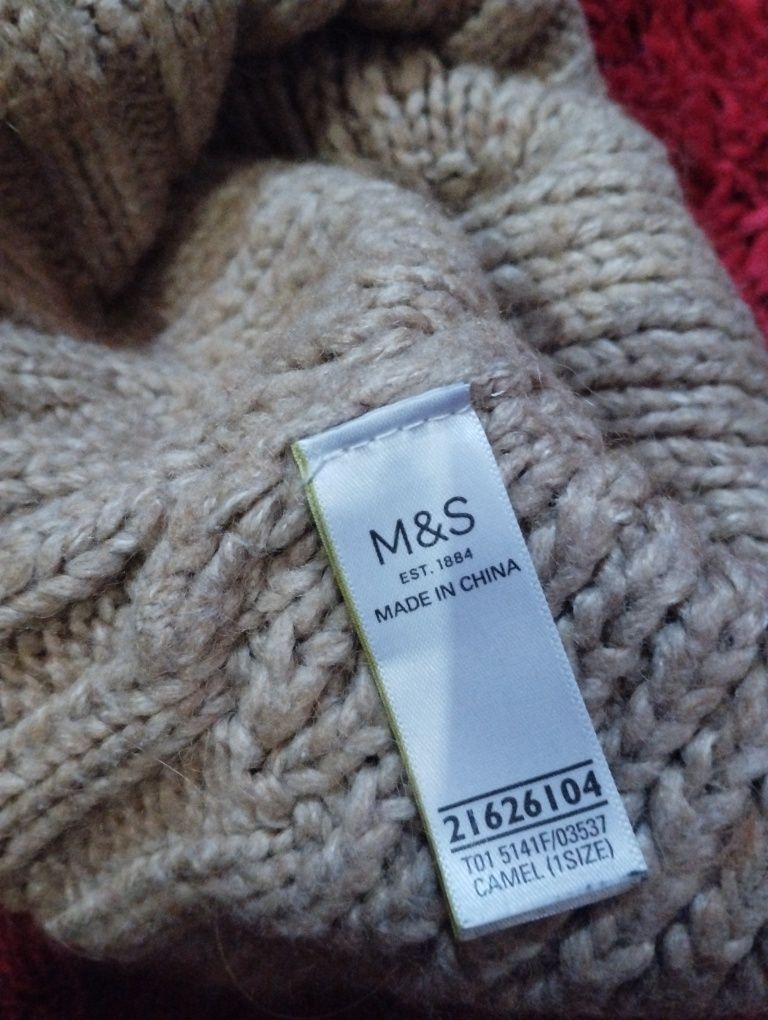 M&S
EST. 1884
MADE IN CHINA
21626104
T01 5141F/03537
CAMEL (1SIZE)